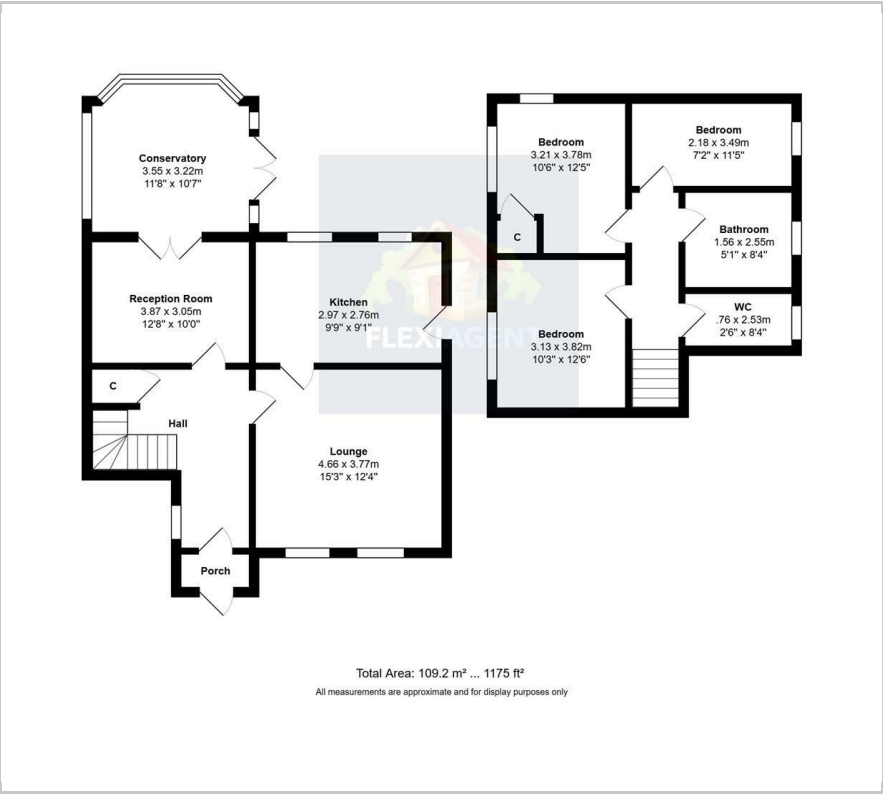 Conservatory
3.55 x 3.22m
11'8" x 10'7"
Reception Room
3.87 x 3.05m
12'8" x 10'0"
Kitchen
2.97 x 2.76m
9'9" x 9'1"
C
Hall
Lounge
4.66 x 3.77m
15'3" x 12'4"
Porch
Bedroom
3.21 x 3.78m
10'6" x 12'5"
Bedroom
2.18 x 3.49m
7'2" x 11'5"
C
Bathroom
1.56 x 2.55m
5'1" x 8'4"
WC
.76 x 2.53m
2'6" x 8'4"
Bedroom
3.13 x 3.82m
10'3" x 12'6"
FLEXIAGENT
Total Area: 109.2 m² ... 1175 ft²
All measurements are approximate and for display purposes only